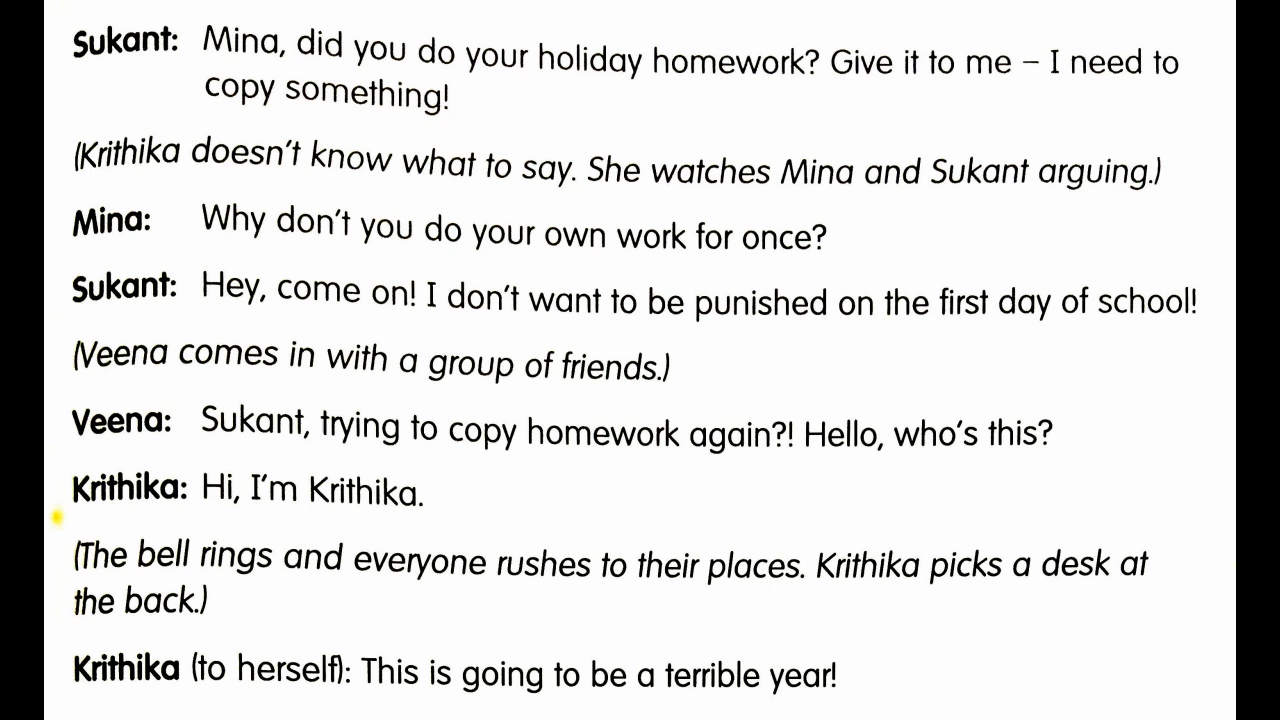 Sukant: Mina, did you do your holiday homework? Give it to me – I need to
copy something!
(Krithika doesn't know what to say. She watches Mina and Sukant arguing.)
Mina: Why don't you do your own work for once?
Sukant: Hey, come on! I don't want to be punished on the first day of school!
(Veena comes in with a group of friends.)
Veena: Sukant, trying to copy homework again?! Hello, who's this?
Krithika: Hi, I'm Krithika.
(The bell rings and everyone rushes to their places. Krithika picks a desk at
the back.)
Krithika (to herself): This is going to be a terrible year!